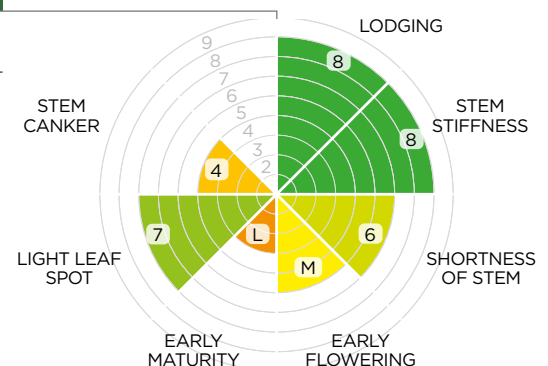 LODGING
9
8
7
6
5
4
3
2
8
STEM
CANKER
STEM
STIFFNESS
8
4
7
L
6
M
LIGHT LEAF
SPOT
SHORTNESS
OF STEM
EARLY
MATURITY
EARLY
FLOWERING